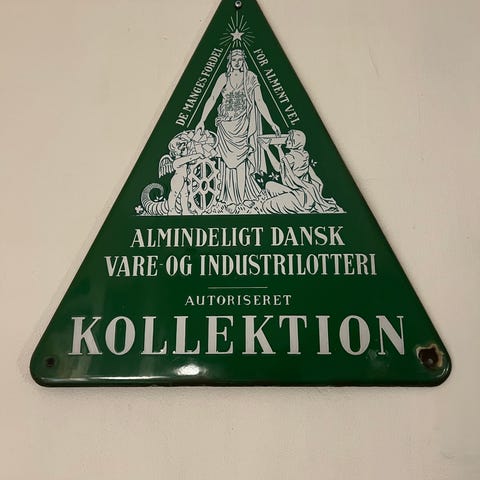 DE MANGES FORDEL
FOR ALMENT VEL
ALMINDELIGT DANSK
VARE-OG INDUSTRILOTTERI
AUTORISERET
KOLLEKTION